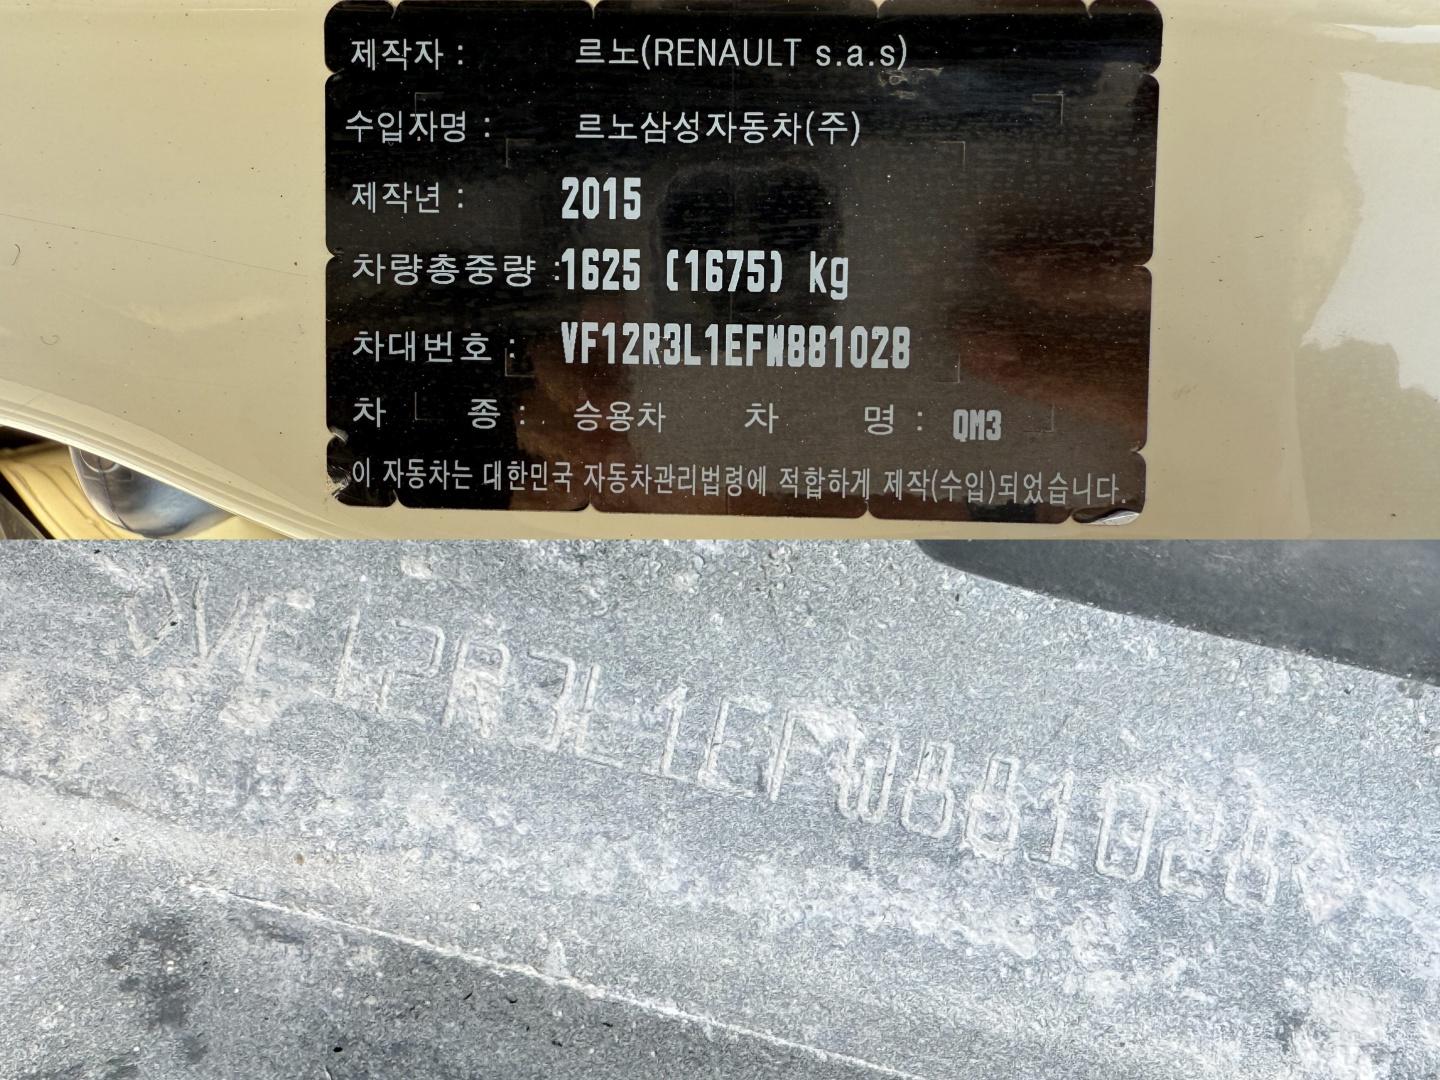 제작자 : 르노(RENAULT s.a.s)
수입자명 : 르노삼성자동차(주)
제작년 : 2015
차량총중량 : 1625 (1675) kg
차대번호 : VF12R3L1EFW881028
차 종 : 승용차 차 명 : QM3
이 자동차는 대한민국 자동차관리법령에 적합하게 제작(수입)되었습니다.
VF12R3L1EFW881028